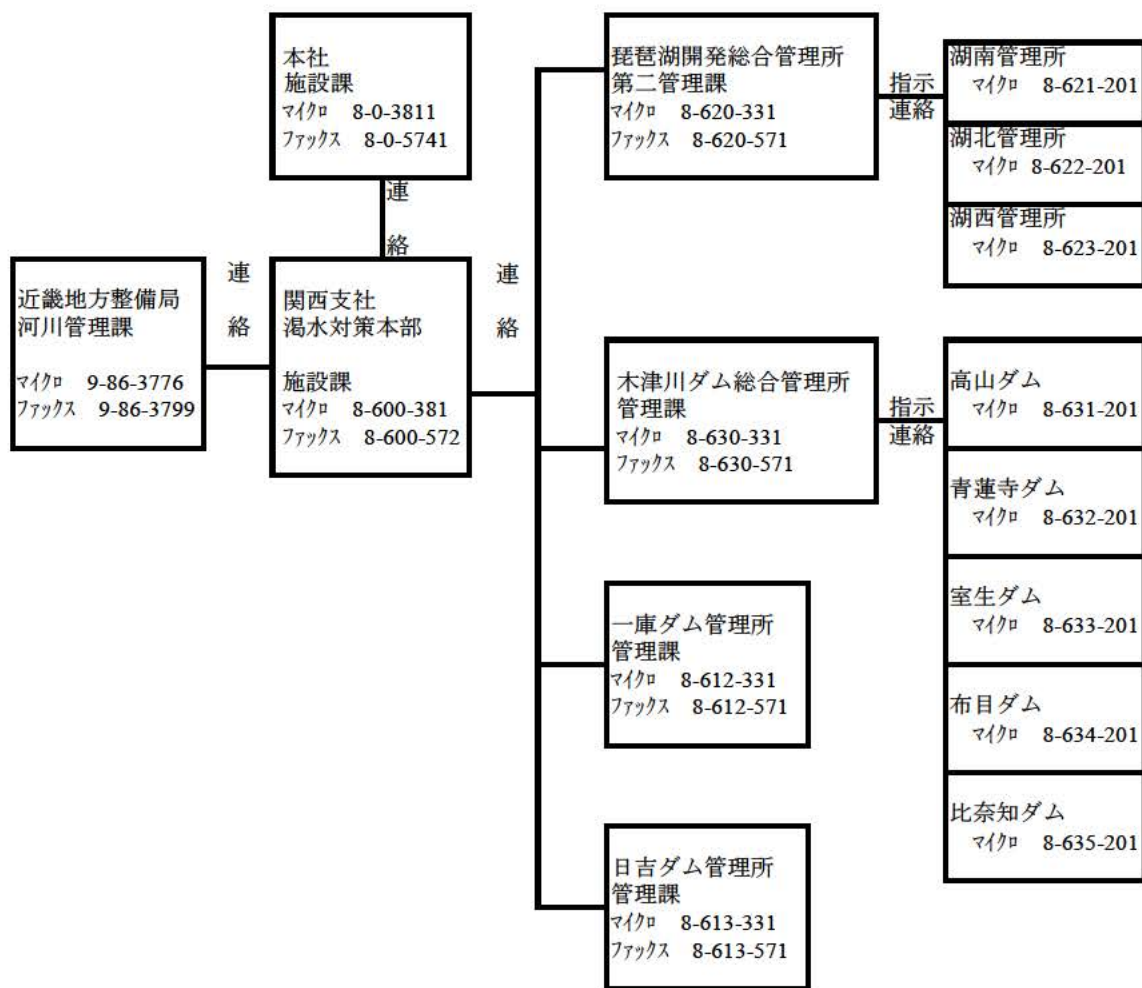 本社
施設課
ﾏｲｸﾛ 8-0-3811
ﾌｧｯｸｽ 8-0-5741
連
絡
近畿地方整備局
河川管理課
ﾏｲｸﾛ 9-86-3776
ﾌｧｯｸｽ 9-86-3799
連
絡
関西支社
渇水対策本部
施設課
ﾏｲｸﾛ 8-600-381
ﾌｧｯｸｽ 8-600-572
連
絡
琵琶湖開発総合管理所
第二管理課
ﾏｲｸﾛ 8-620-331
ﾌｧｯｸｽ 8-620-571
指示
連絡
湖南管理所
ﾏｲｸﾛ 8-621-201
湖北管理所
ﾏｲｸﾛ 8-622-201
湖西管理所
ﾏｲｸﾛ 8-623-201
木津川ダム総合管理所
管理課
ﾏｲｸﾛ 8-630-331
ﾌｧｯｸｽ 8-630-571
指示
連絡
高山ダム
ﾏｲｸﾛ 8-631-201
青蓮寺ダム
ﾏｲｸﾛ 8-632-201
室生ダム
ﾏｲｸﾛ 8-633-201
布目ダム
ﾏｲｸﾛ 8-634-201
比奈知ダム
ﾏｲｸﾛ 8-635-201
一庫ダム管理所
管理課
ﾏｲｸﾛ 8-612-331
ﾌｧｯｸｽ 8-612-571
日吉ダム管理所
管理課
ﾏｲｸﾛ 8-613-331
ﾌｧｯｸｽ 8-613-571